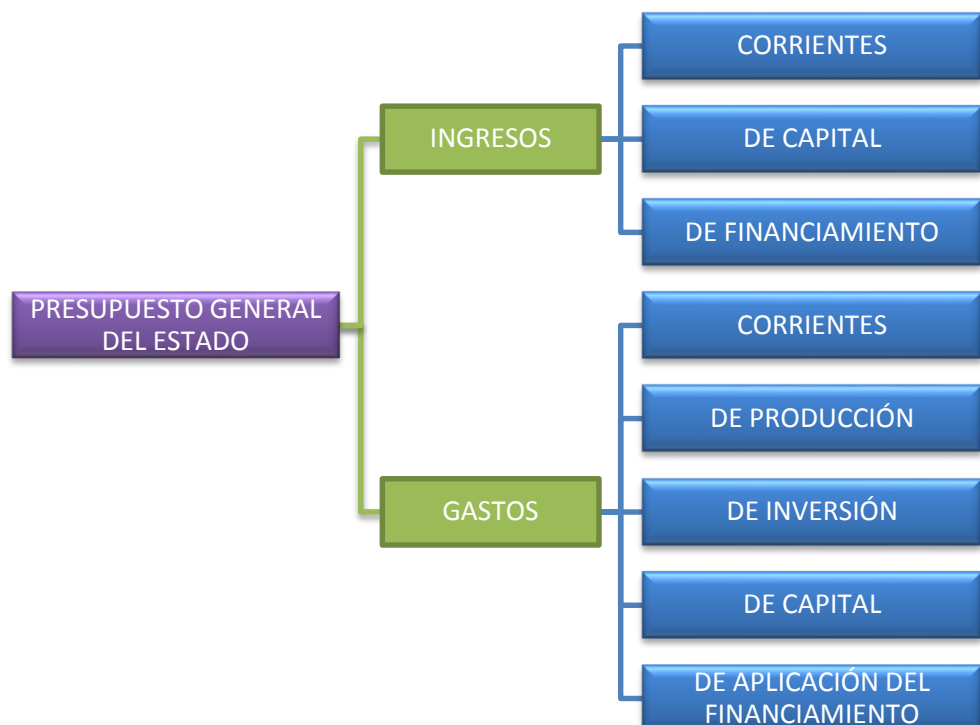 PRESUPUESTO GENERAL
DEL ESTADO
INGRESOS
CORRIENTES
DE CAPITAL
DE FINANCIAMIENTO
GASTOS
CORRIENTES
DE PRODUCCIÓN
DE INVERSIÓN
DE CAPITAL
DE APLICACIÓN DEL
FINANCIAMIENTO